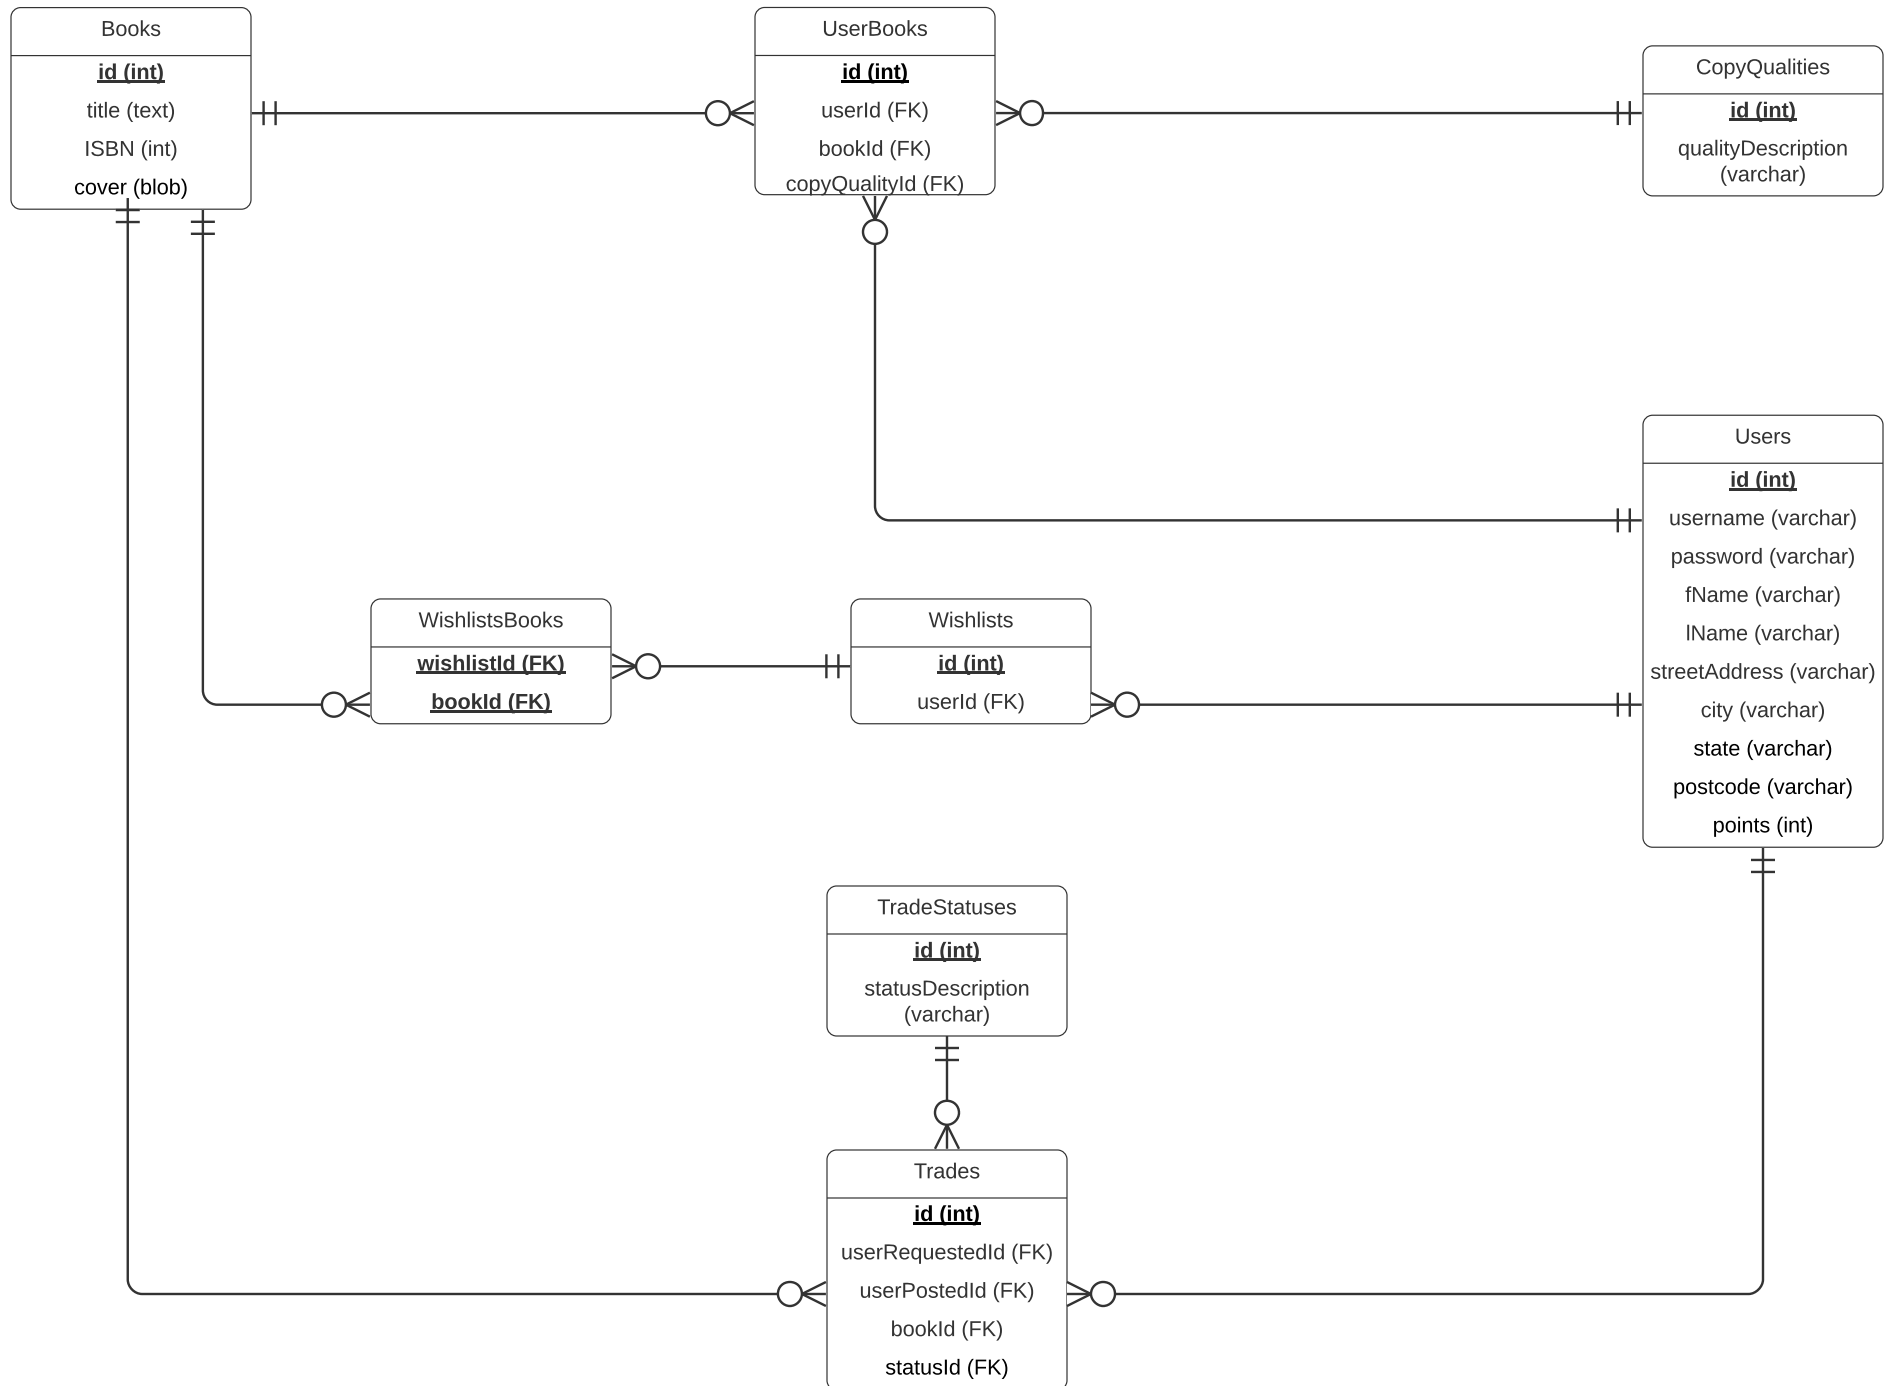 Books
id (int)
title (text)
ISBN (int)
cover (blob)
UserBooks
id (int)
userId (FK)
bookId (FK)
copyQualityId (FK)
CopyQualities
id (int)
qualityDescription
(varchar)
Users
id (int)
username (varchar)
password (varchar)
fName (varchar)
lName (varchar)
streetAddress (varchar)
city (varchar)
state (varchar)
postcode (varchar)
points (int)
WishlistsBooks
wishlistId (FK)
bookId (FK)
Wishlists
id (int)
userId (FK)
TradeStatuses
id (int)
statusDescription
(varchar)
Trades
id (int)
userRequestedId (FK)
userPostedId (FK)
bookId (FK)
statusId (FK)